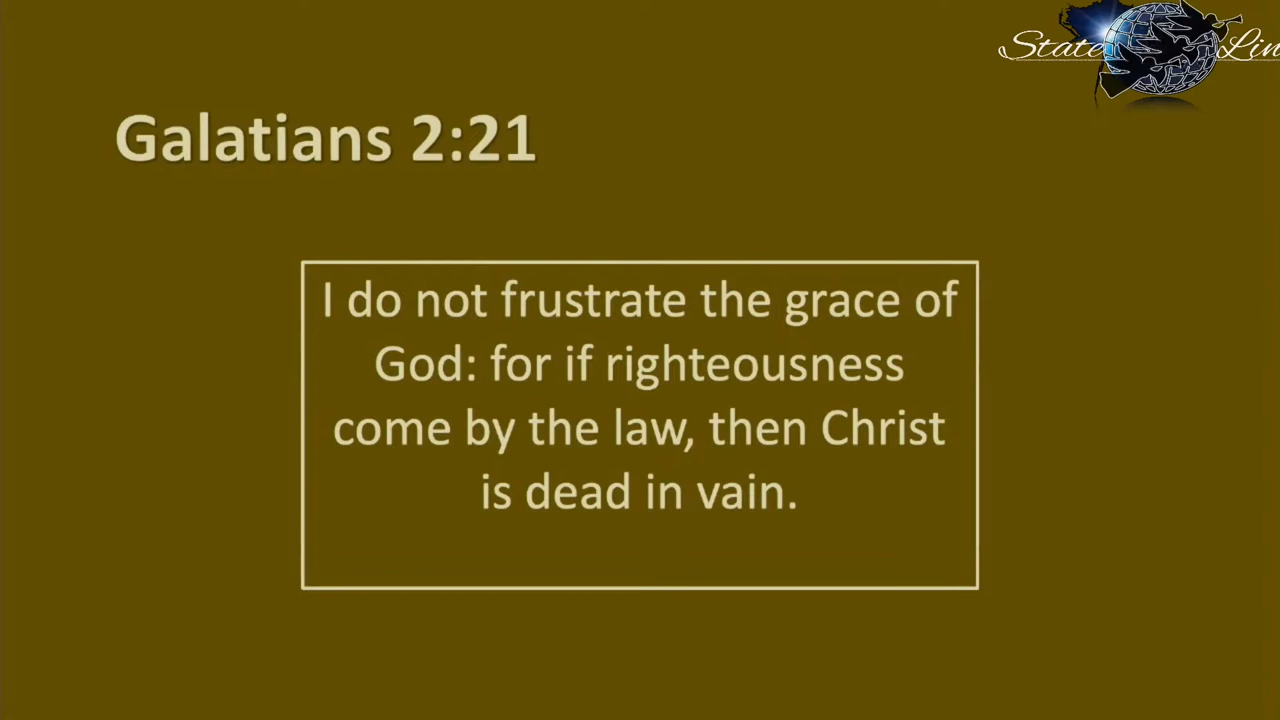 State Lin
Galatians 2:21
I do not frustrate the grace of
God: for if righteousness
come by the law, then Christ
is dead in vain.